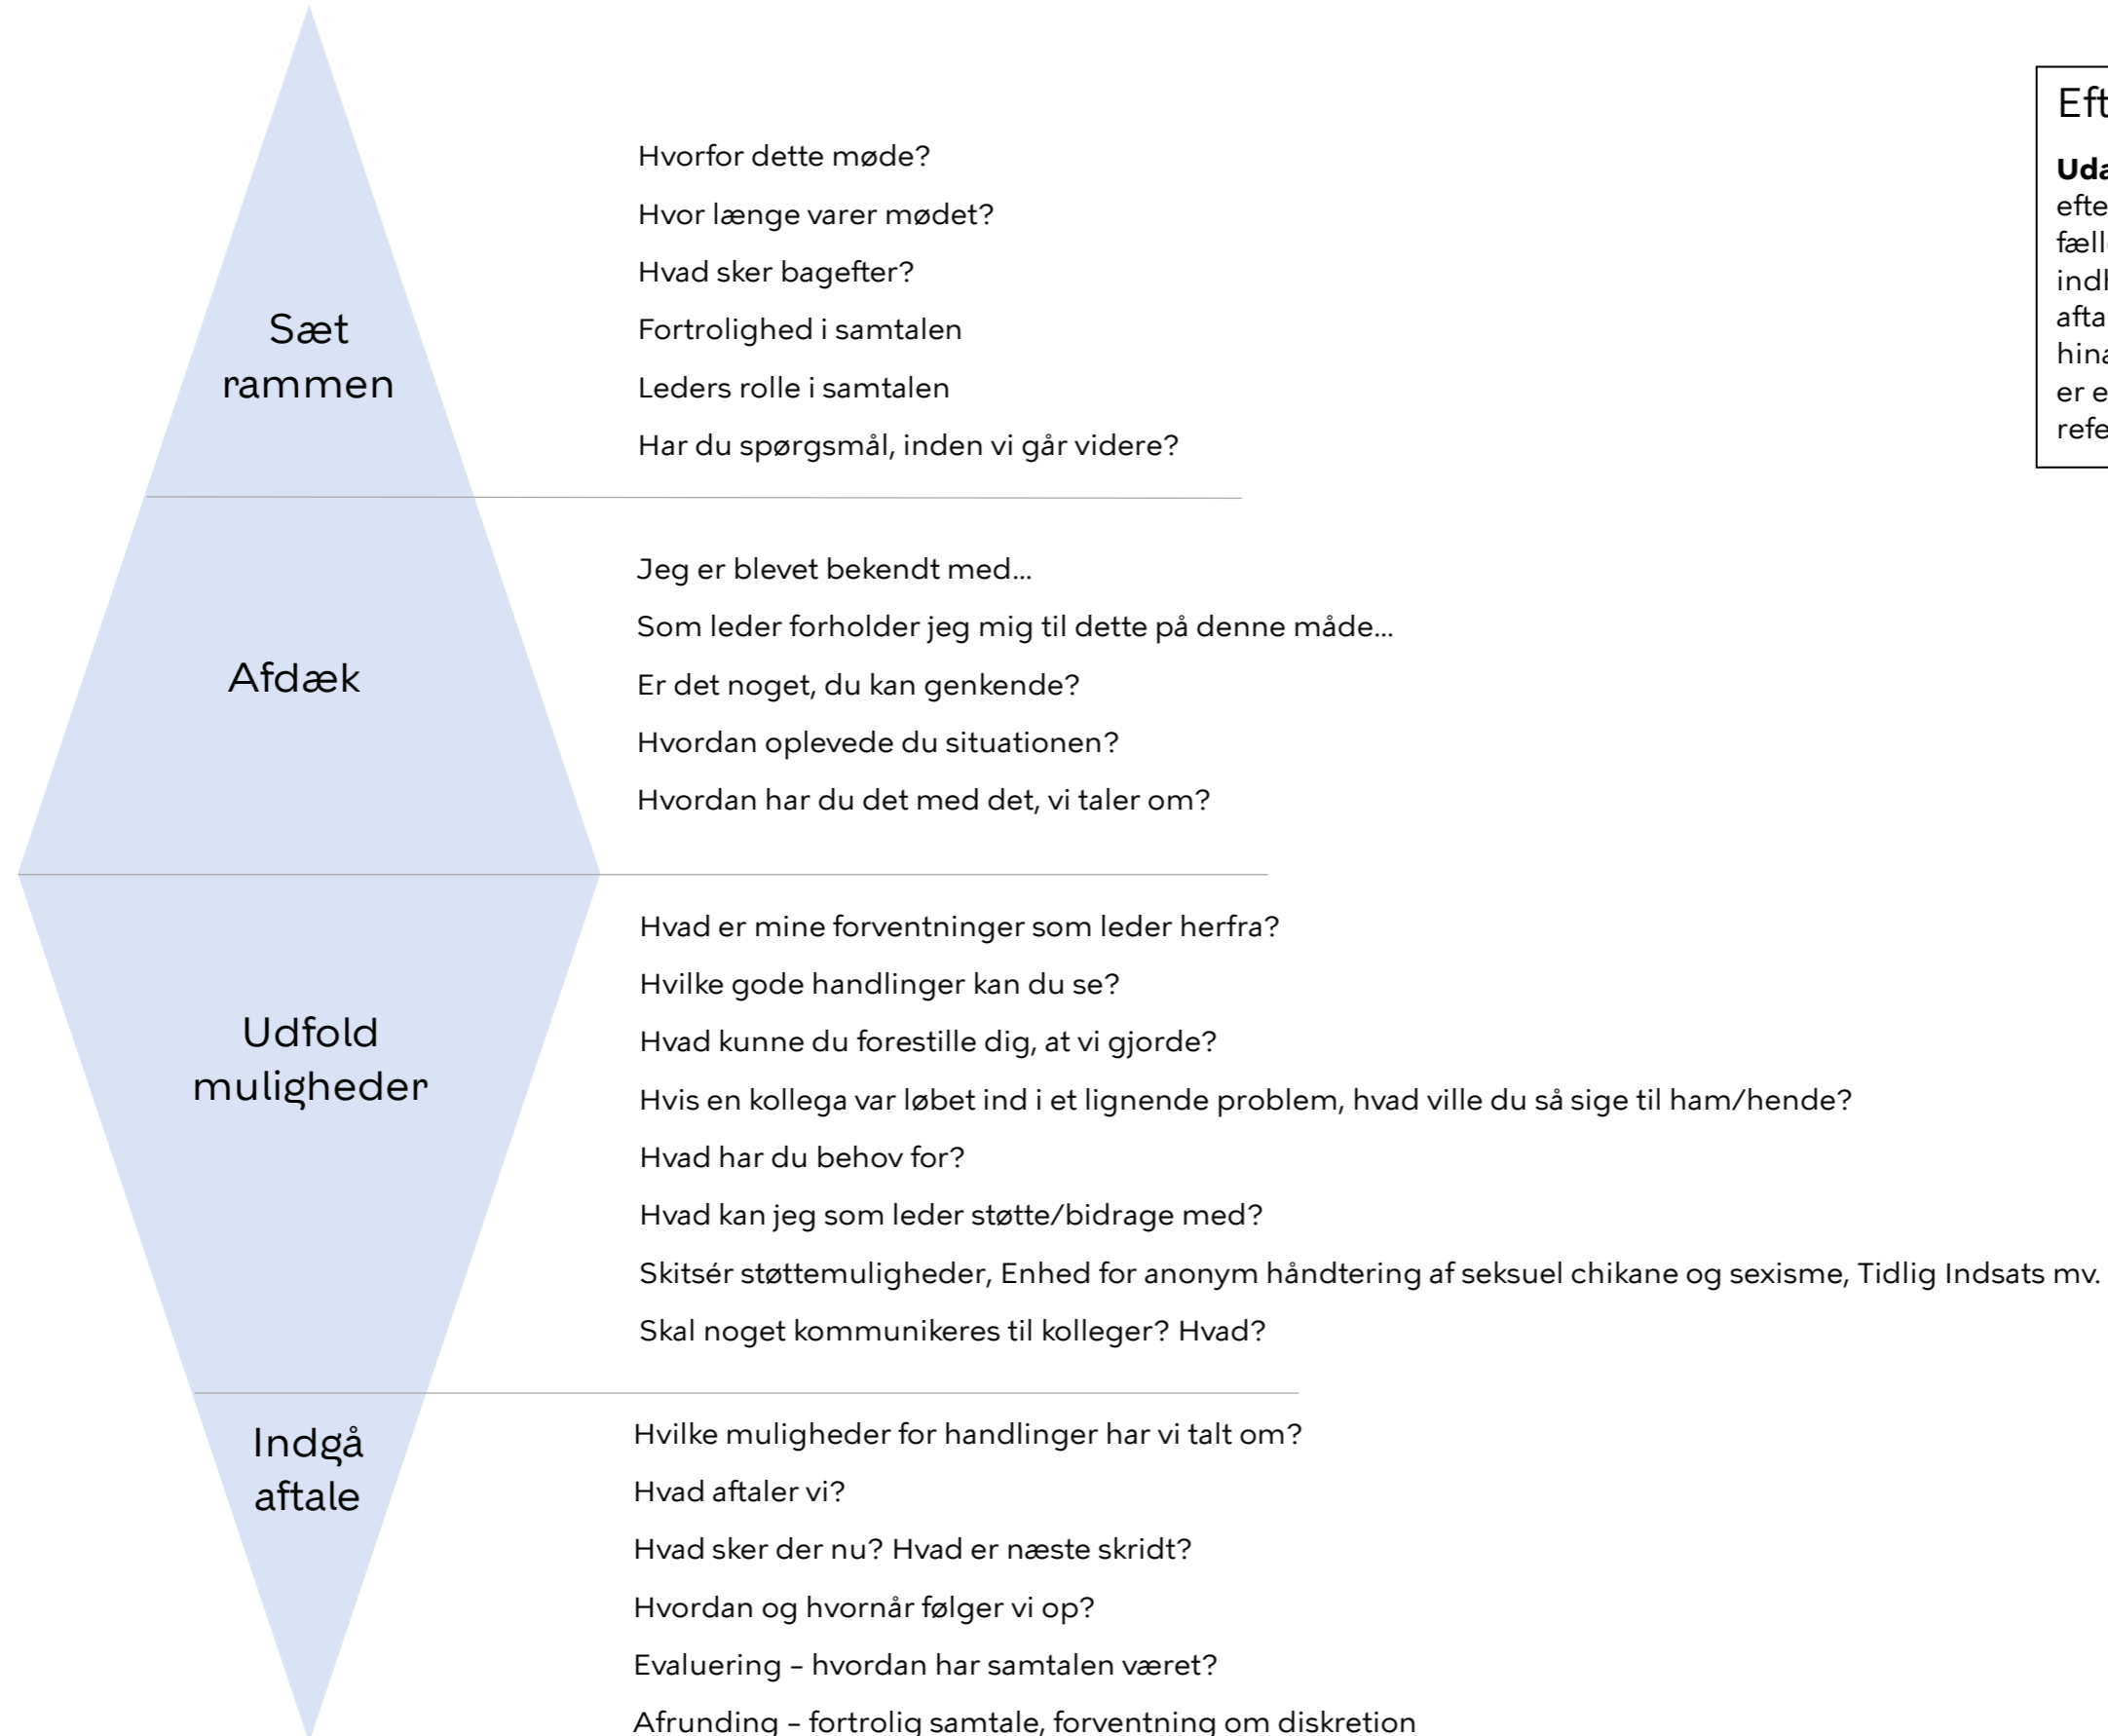 Sæt
rammen
Hvorfor dette møde?
Hvor længe varer mødet?
Hvad sker bagefter?
Fortrolighed i samtalen
Leders rolle i samtalen
Har du spørgsmål, inden vi går videre?
Afdæk
Jeg er blevet bekendt med...
Som leder forholder jeg mig til dette på denne måde...
Er det noget, du kan genkende?
Hvordan oplevede du situationen?
Hvordan har du det med det, vi taler om?
Udfold
muligheder
Hvad er mine forventninger som leder herfra?
Hvilke gode handlinger kan du se?
Hvad kunne du forestille dig, at vi gjorde?
Hvis en kollega var løbet ind i et lignende problem, hvad ville du så sige til ham/hende?
Hvad har du behov for?
Hvad kan jeg som leder støtte/bidrage med?
Skitsér støttemuligheder, Enhed for anonym håndtering af seksuel chikane og sexisme, Tidlig Indsats mv.
Skal noget kommunikeres til kolleger? Hvad?
Indgå
aftale
Hvilke muligheder for handlinger har vi talt om?
Hvad aftaler vi?
Hvad sker der nu? Hvad er næste skridt?
Hvordan og hvornår følger vi op?
Evaluering – hvordan har samtalen været?
Afrunding – fortrolig samtale, forventning om diskretion
er